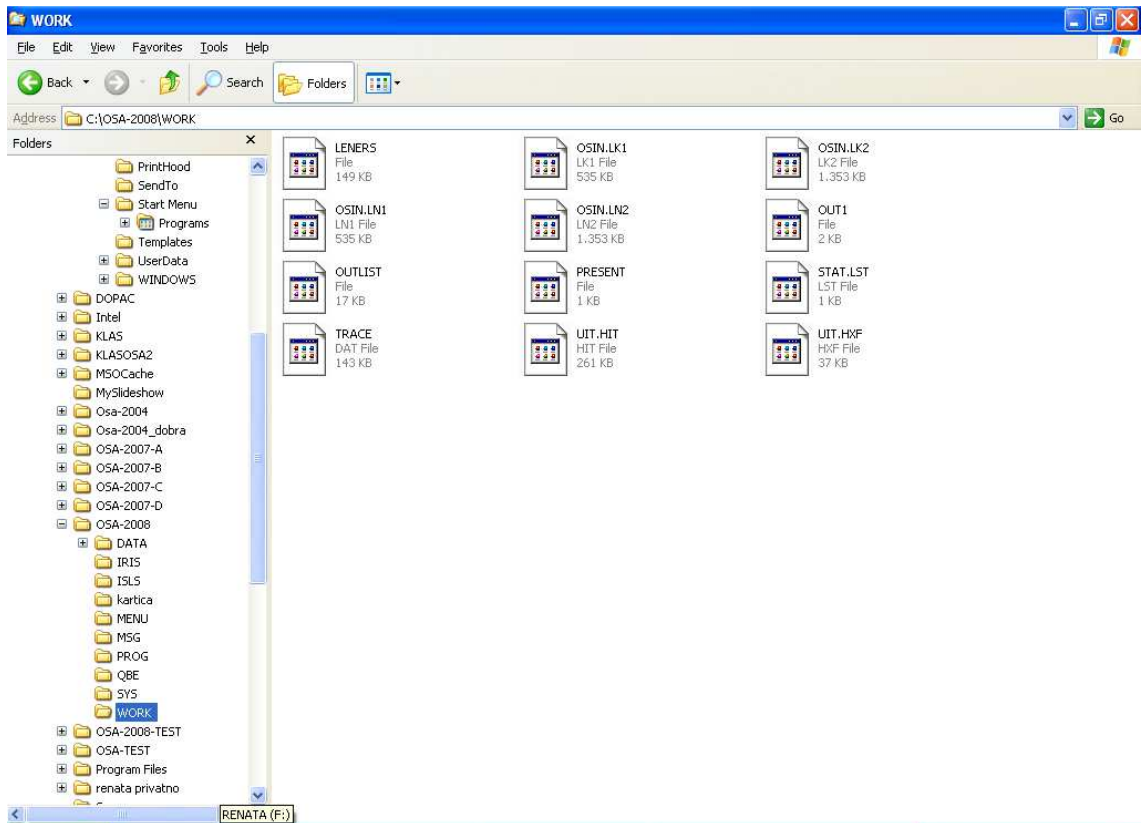 WORK
File Edit View Favorites Tools Help
Back Search Folders
Address C:\OSA-2008\WORK Go
Folders
PrintHood
SendTo
Start Menu
Programs
Templates
UserData
WINDOWS
DOPAC
Intel
KLAS
KLASOSA2
MSOCache
MySlideshow
Osa-2004
Osa-2004_dobra
OSA-2007-A
OSA-2007-B
OSA-2007-C
OSA-2007-D
OSA-2008
DATA
IRIS
ISLS
kartica
MENU
MSG
PROG
QBE
SYS
WORK
OSA-2008-TEST
OSA-TEST
Program Files
renata privatno
RENATA (F:)
LENERS
File
149 KB
OSIN.LK1
LK1 File
535 KB
OSIN.LK2
LK2 File
1.353 KB
OSIN.LN1
LN1 File
535 KB
OSIN.LN2
LN2 File
1.353 KB
OUT1
File
2 KB
OUTLIST
File
17 KB
PRESENT
File
1 KB
STAT.LST
LST File
1 KB
TRACE
DAT File
143 KB
UIT.HIT
HIT File
261 KB
UIT.HXF
HXF File
37 KB